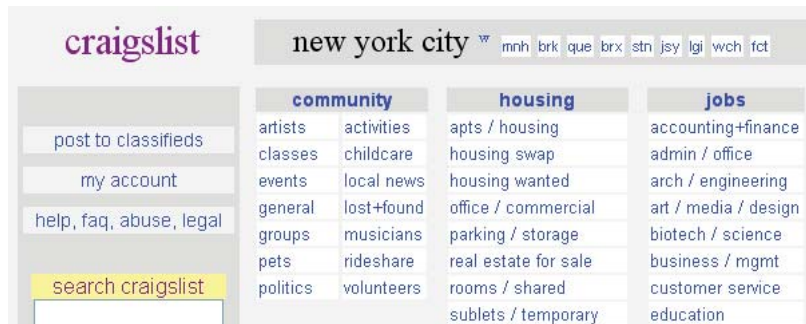 craigslist
new york city w mnh brk que brx stn jsy lgi wch fct
post to classifieds
my account
help, faq, abuse, legal
search craigslist
community
artists activities
classes childcare
events local news
general lost+found
groups musicians
pets rideshare
politics volunteers
housing
apts / housing
housing swap
housing wanted
office / commercial
parking / storage
real estate for sale
rooms / shared
sublets / temporary
jobs
accounting+finance
admin / office
arch / engineering
art / media / design
biotech / science
business / mgmt
customer service
education